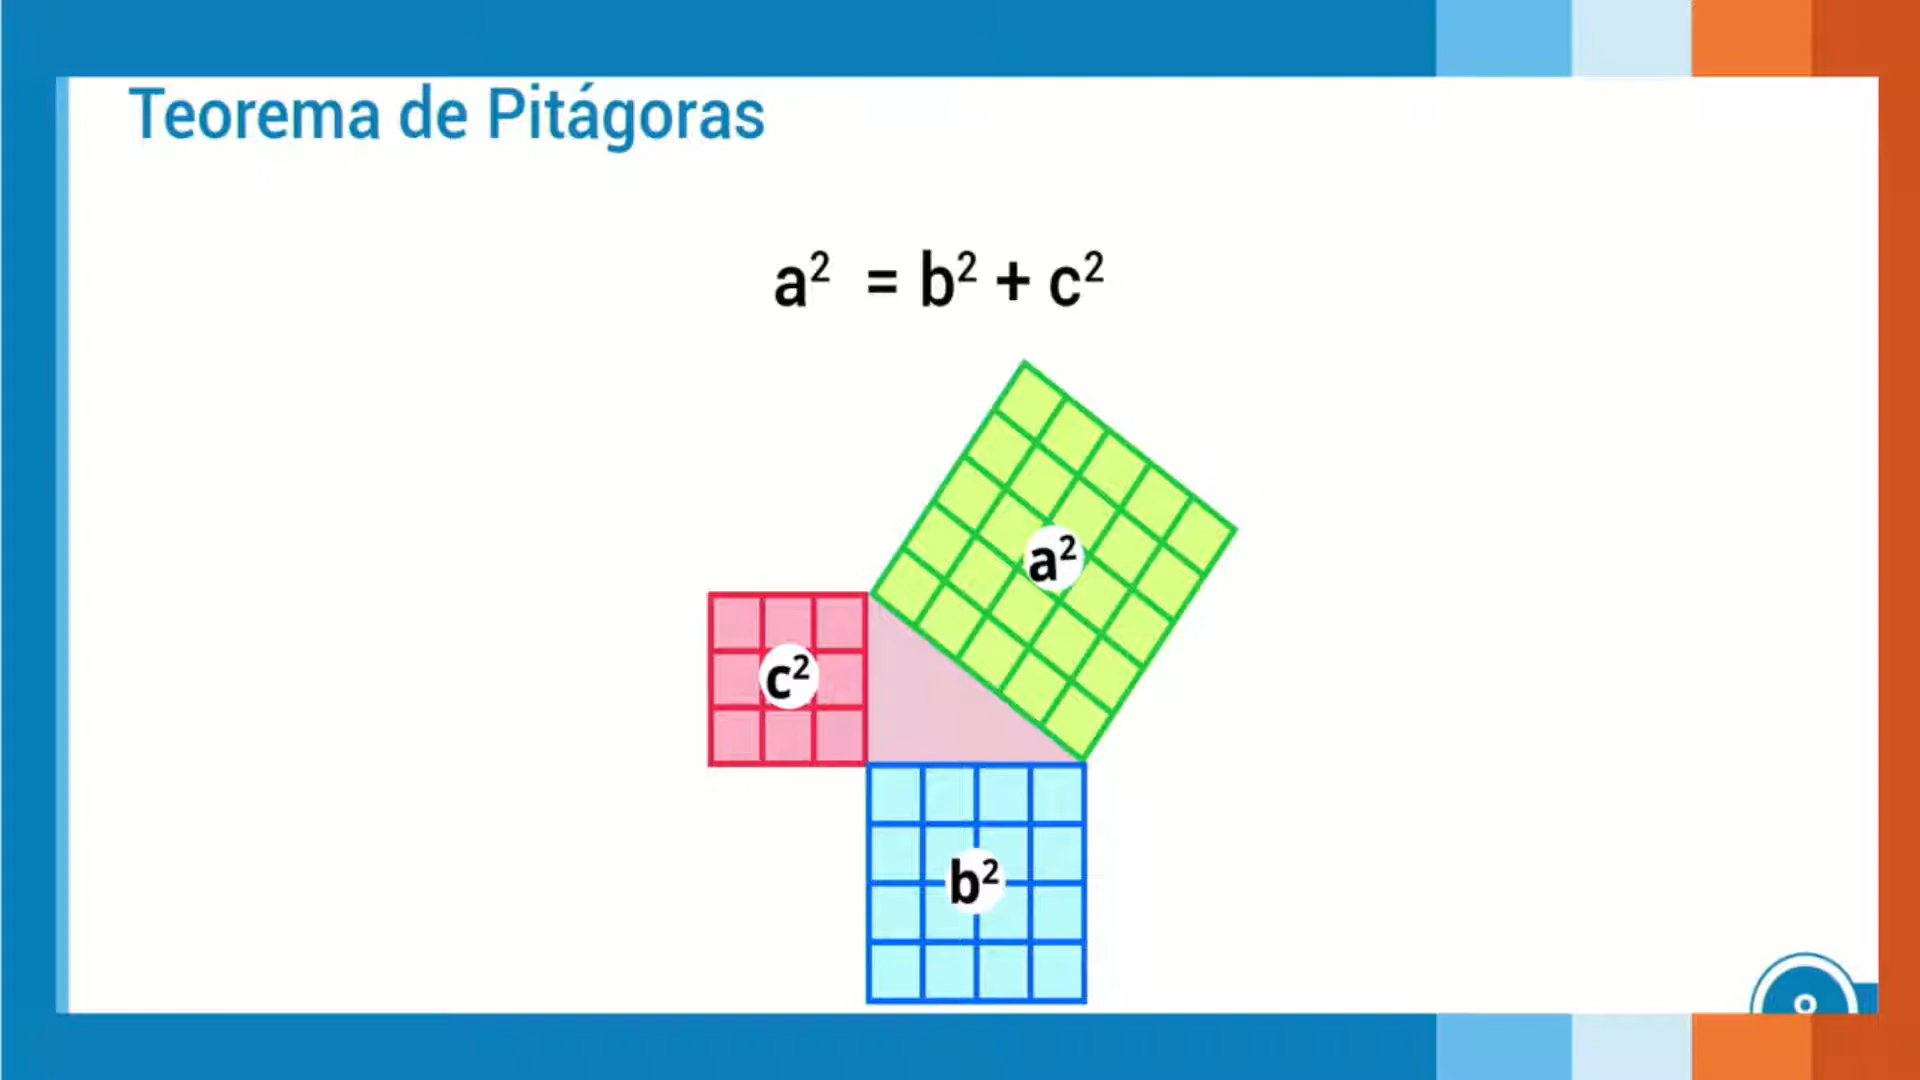 Teorema de Pitágoras
a² = b² + c²
a²
c²
b²